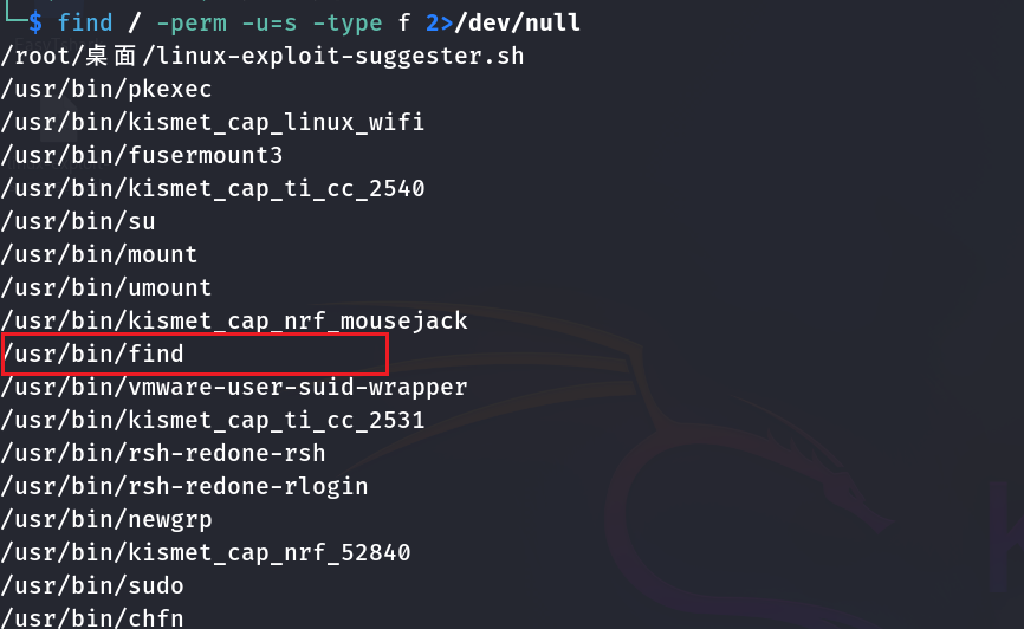 └─$ find / -perm -u=s -type f 2>/dev/null
/root/桌面/linux-exploit-suggester.sh
/usr/bin/pkexec
/usr/bin/kismet_cap_linux_wifi
/usr/bin/fusermount3
/usr/bin/kismet_cap_ti_cc_2540
/usr/bin/su
/usr/bin/mount
/usr/bin/umount
/usr/bin/kismet_cap_nrf_mousejack
/usr/bin/find
/usr/bin/vmware-user-suid-wrapper
/usr/bin/kismet_cap_ti_cc_2531
/usr/bin/rsh-redone-rsh
/usr/bin/rsh-redone-rlogin
/usr/bin/newgrp
/usr/bin/kismet_cap_nrf_52840
/usr/bin/sudo
/usr/bin/chfn